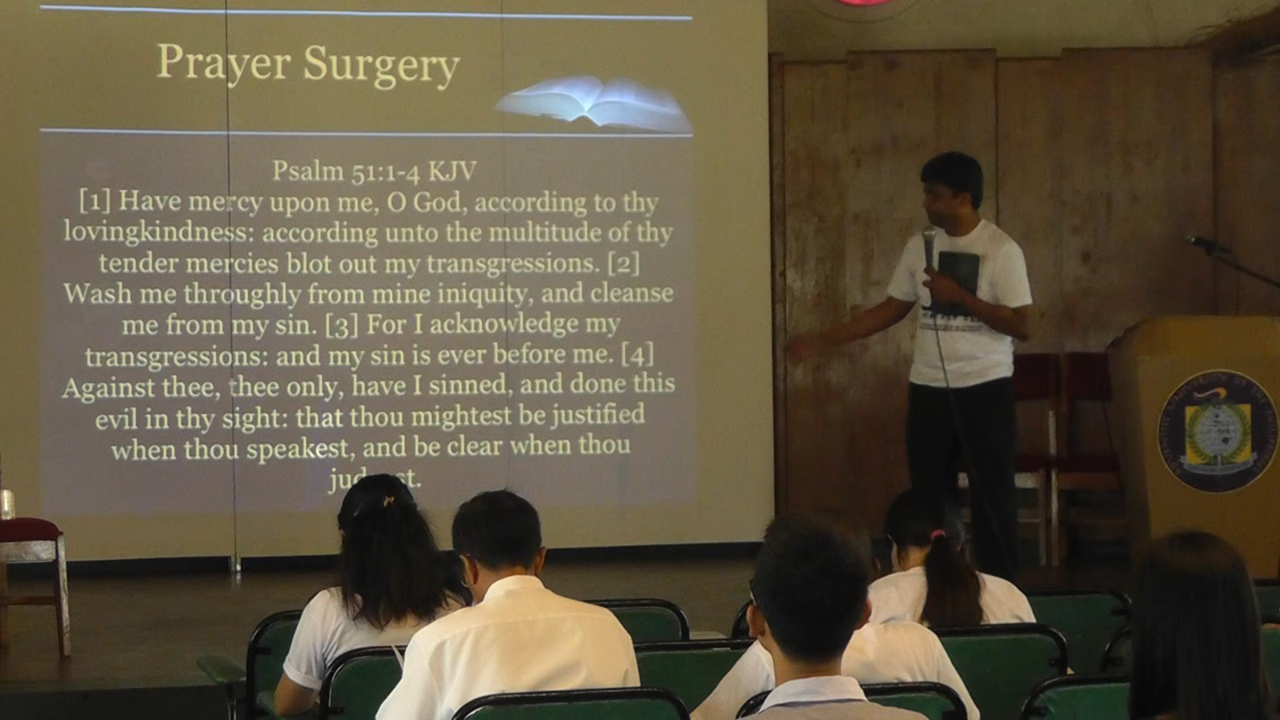 Prayer Surgery
Psalm 51:1-4 KJV
[1] Have mercy upon me, O God, according to thy
lovingkindness: according unto the multitude of thy
tender mercies blot out my transgressions. [2]
Wash me throughly from mine iniquity, and cleanse
me from my sin. [3] For I acknowledge my
transgressions: and my sin is ever before me. [4]
Against thee, thee only, have I sinned, and done this
evil in thy sight: that thou mightest be justified
when thou speakest, and be clear when thou
UNIVERSITY OF THE